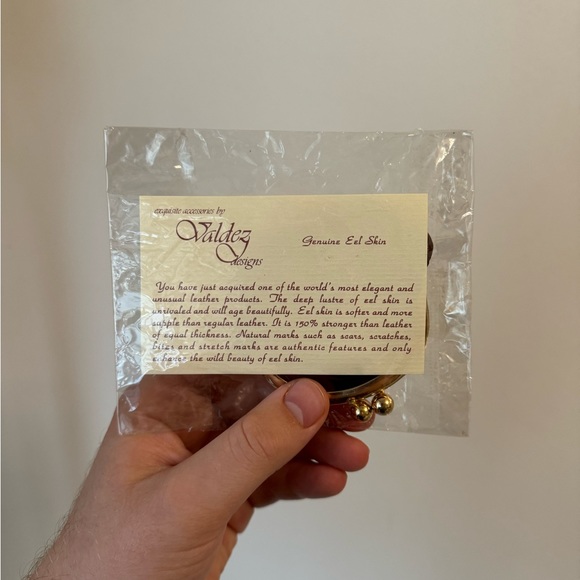 exquisite accessories by
Valdez
designs
Genuine Eel Skin
You have just acquired one of the world's most elegant and
unusual leather products. The deep lustre of eel skin is
unrivaled and will age beautifully. Eel skin is softer and more
supple than regular leather. It is 150% stronger than leather
of equal thickness. Natural marks such as scars, scratches,
bites and stretch marks are authentic features and only
enhance the wild beauty of eel skin.